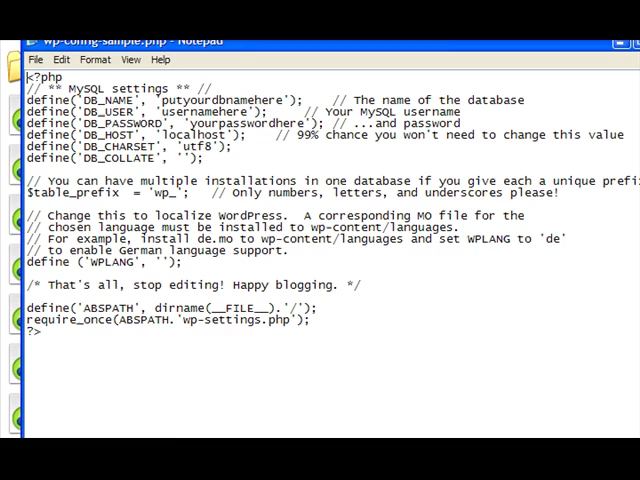 wp-config-sample.php - Notepad
File Edit Format View Help
<?php
// ** MySQL settings ** //
define('DB_NAME', 'putyourdbnamehere');    // The name of the database
define('DB_USER', 'usernamehere');     // Your MySQL username
define('DB_PASSWORD', 'yourpasswordhere'); // ...and password
define('DB_HOST', 'localhost');    // 99% chance you won't need to change this value
define('DB_CHARSET', 'utf8');
define('DB_COLLATE', '');
// You can have multiple installations in one database if you give each a unique prefi
$table_prefix  = 'wp_';   // Only numbers, letters, and underscores please!
// Change this to localize WordPress.  A corresponding MO file for the
// chosen language must be installed to wp-content/languages.
// For example, install de.mo to wp-content/languages and set WPLANG to 'de'
// to enable German language support.
define ('WPLANG', '');
/* That's all, stop editing! Happy blogging. */
define('ABSPATH', dirname(__FILE__).'/');
require_once(ABSPATH.'wp-settings.php');
?>